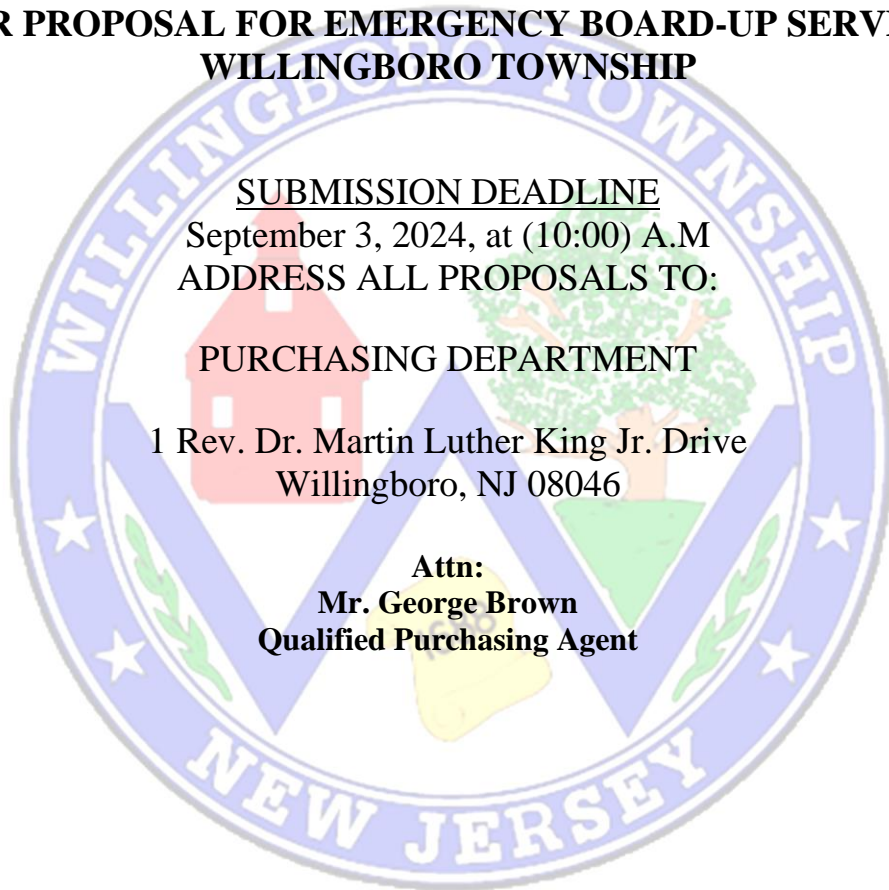 R PROPOSAL FOR EMERGENCY BOARD-UP SERV
WILLINGBORO TOWNSHIP
WILLINGBORO TOWNSHIP
SUBMISSION DEADLINE
September 3, 2024, at (10:00) A.M
ADDRESS ALL PROPOSALS TO:
PURCHASING DEPARTMENT
1 Rev. Dr. Martin Luther King Jr. Drive
Willingboro, NJ 08046
Attn:
Mr. George Brown
Qualified Purchasing Agent
1688
NEW JERSEY